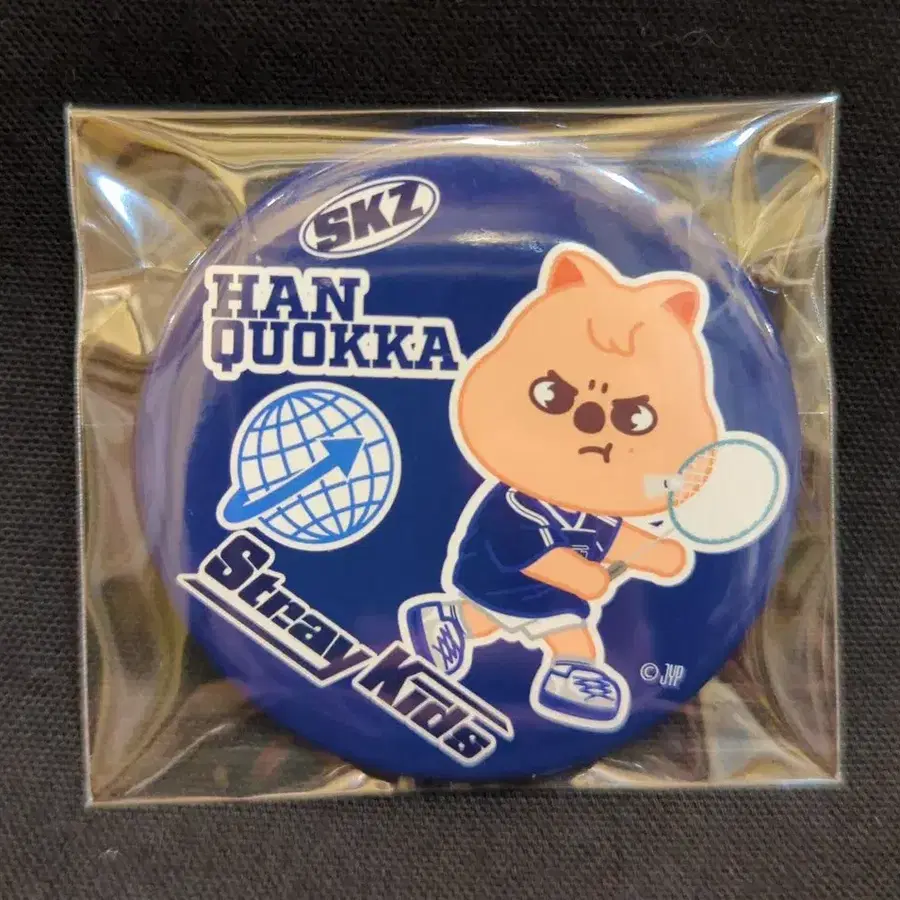 SKZ
HAN
QUOKKA
Stray Kids
© JYP